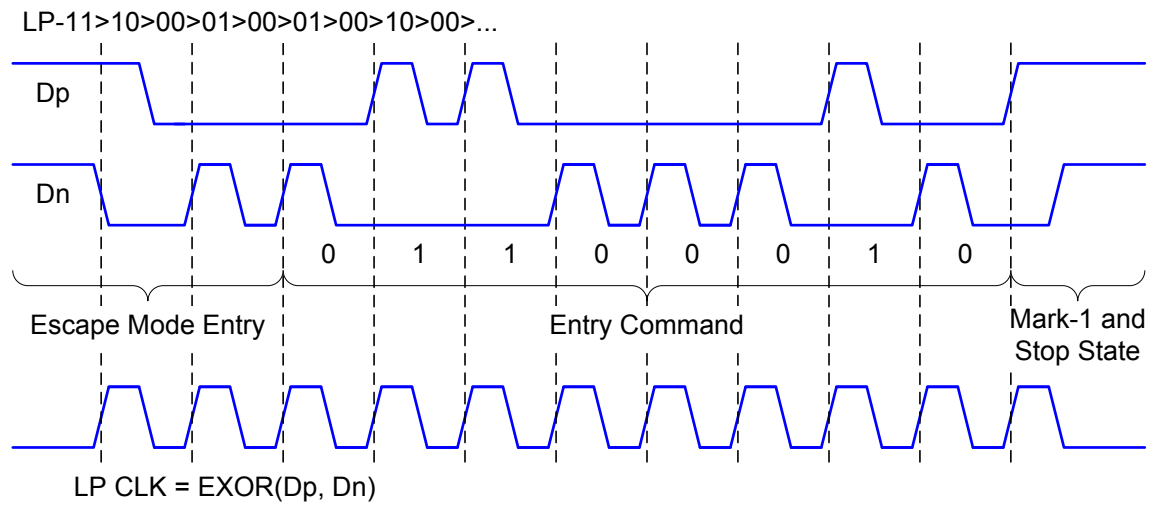 LP-11>10>00>01>00>01>00>10>00>...
Dp
Dn
0 1 1 0 0 0 1 0
Escape Mode Entry
Entry Command
Mark-1 and
Stop State
LP CLK = EXOR(Dp, Dn)